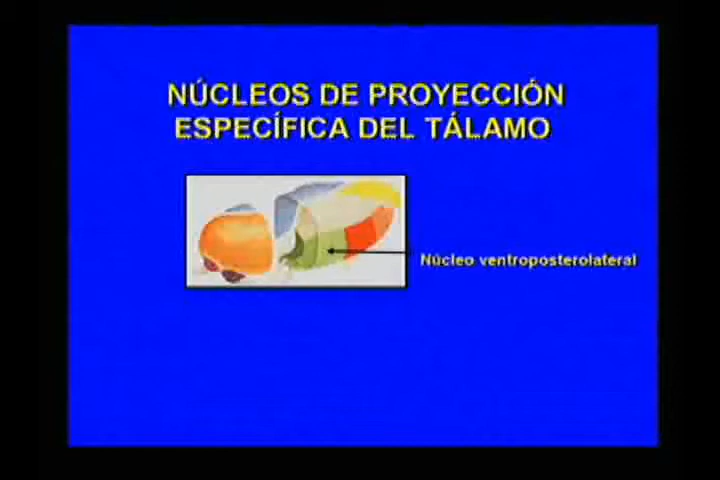 NÚCLEOS DE PROYECCIÓN
ESPECÍFICA DEL TÁLAMO
Núcleo ventroposterolateral